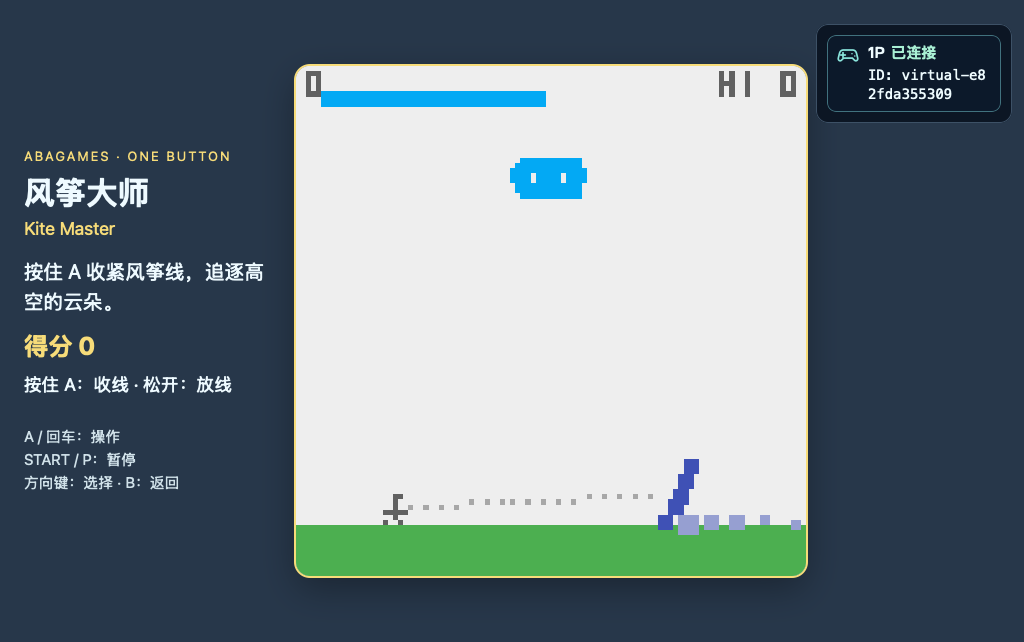 ABAGAMES · ONE BUTTON
风筝大师
Kite Master
按住 A 收紧风筝线，追逐高
空的云朵。
得分 0
按住 A：收线 · 松开：放线
A / 回车：操作
START / P：暂停
方向键：选择 · B：返回
0
HI 0
1P 已连接
ID: virtual-e8
2fda355309